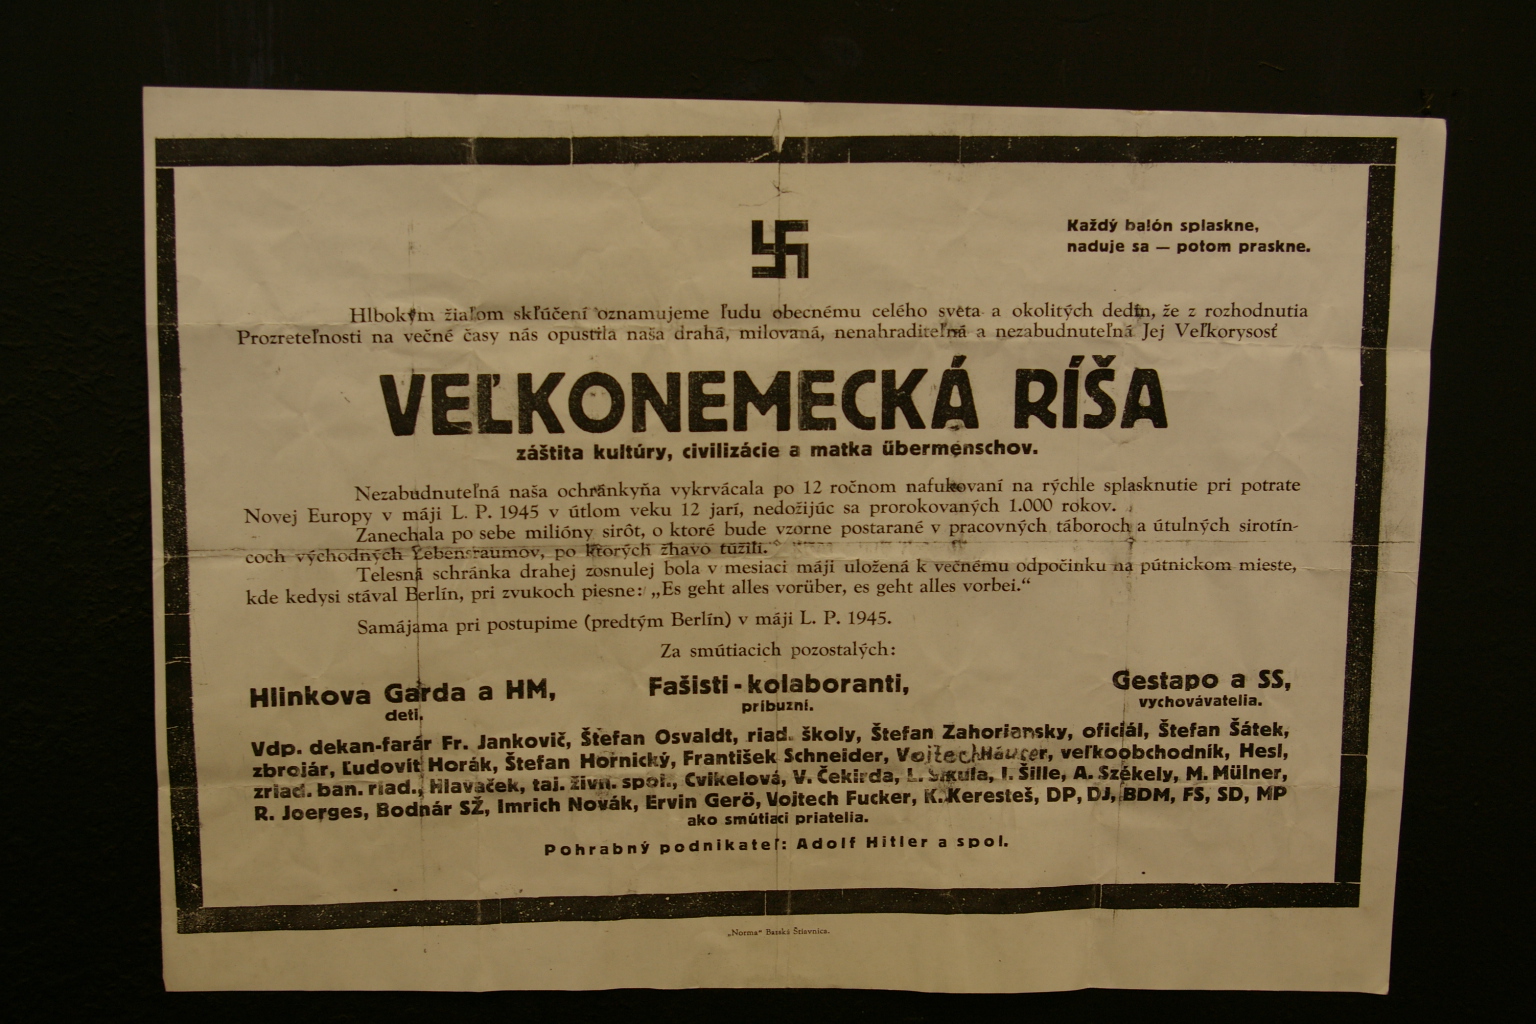 Každý balón splaskne,
naduje sa — potom praskne.
Hlbokým žiaľom skľúčení oznamujeme ľudu obecnému celého sveta a okolitých dedín, že z rozhodnutia
Prozreteľnosti na večné časy nás opustila naša drahá, milovaná, nenahraditeľná a nezabudnuteľná Jej Veľkorysosť
VEĽKONEMECKÁ RÍŠA
záštita kultúry, civilizácie a matka übermenschov.
Nezabudnuteľná naša ochránkyňa vykrvácala po 12 ročnom nafukovaní na rýchle splasknutie pri potrate
Novej Europy v máji L. P. 1945 v útlom veku 12 jarí, nedožijúc sa prorokovaných 1.000 rokov.
Zanechala po sebe milióny sirôt, o ktoré bude vzorne postarané v pracovných táboroch a útulných sirotín-
coch východných Lebensraumov, po ktorých žhavo túžili.
Telesná schránka drahej zosnulej bola v mesiaci máji uložená k večnému odpočinku na pútnickom mieste,
kde kedysi stával Berlín, pri zvukoch piesne: „Es geht alles vorüber, es geht alles vorbei.“
Samájama pri postupime (predtým Berlín) v máji L. P. 1945.
Za smútiacich pozostalých:
Hlinkova Garda a HM, Fašisti-kolaboranti, Gestapo a SS,
deti. príbuzní. vychovávatelia.
Vdp. dekan-farár Fr. Jankovič, Štefan Osvaldt, riad. školy, Štefan Zahoriansky, oficiál, Štefan Šátek,
zbrojár, Ľudovít Horák, Štefan Hornický, František Schneider, Vojtech Häuser, veľkoobchodník, Hesl,
zriad. ban. riad., Hlaváček, taj. živn. spol., Cvikelová, V. Čekirda, L. Sikula, I. Šille, A. Székely, M. Mülner,
R. Joerges, Bodnár SŽ, Imrich Novák, Ervin Gerö, Vojtech Fucker, K. Keresteš, DP, DJ, BDM, FS, SD, MP
ako smútiaci priatelia.
Pohrabný podnikateľ: Adolf Hitler a spol.
„Norma“ Banská Štiavnica.